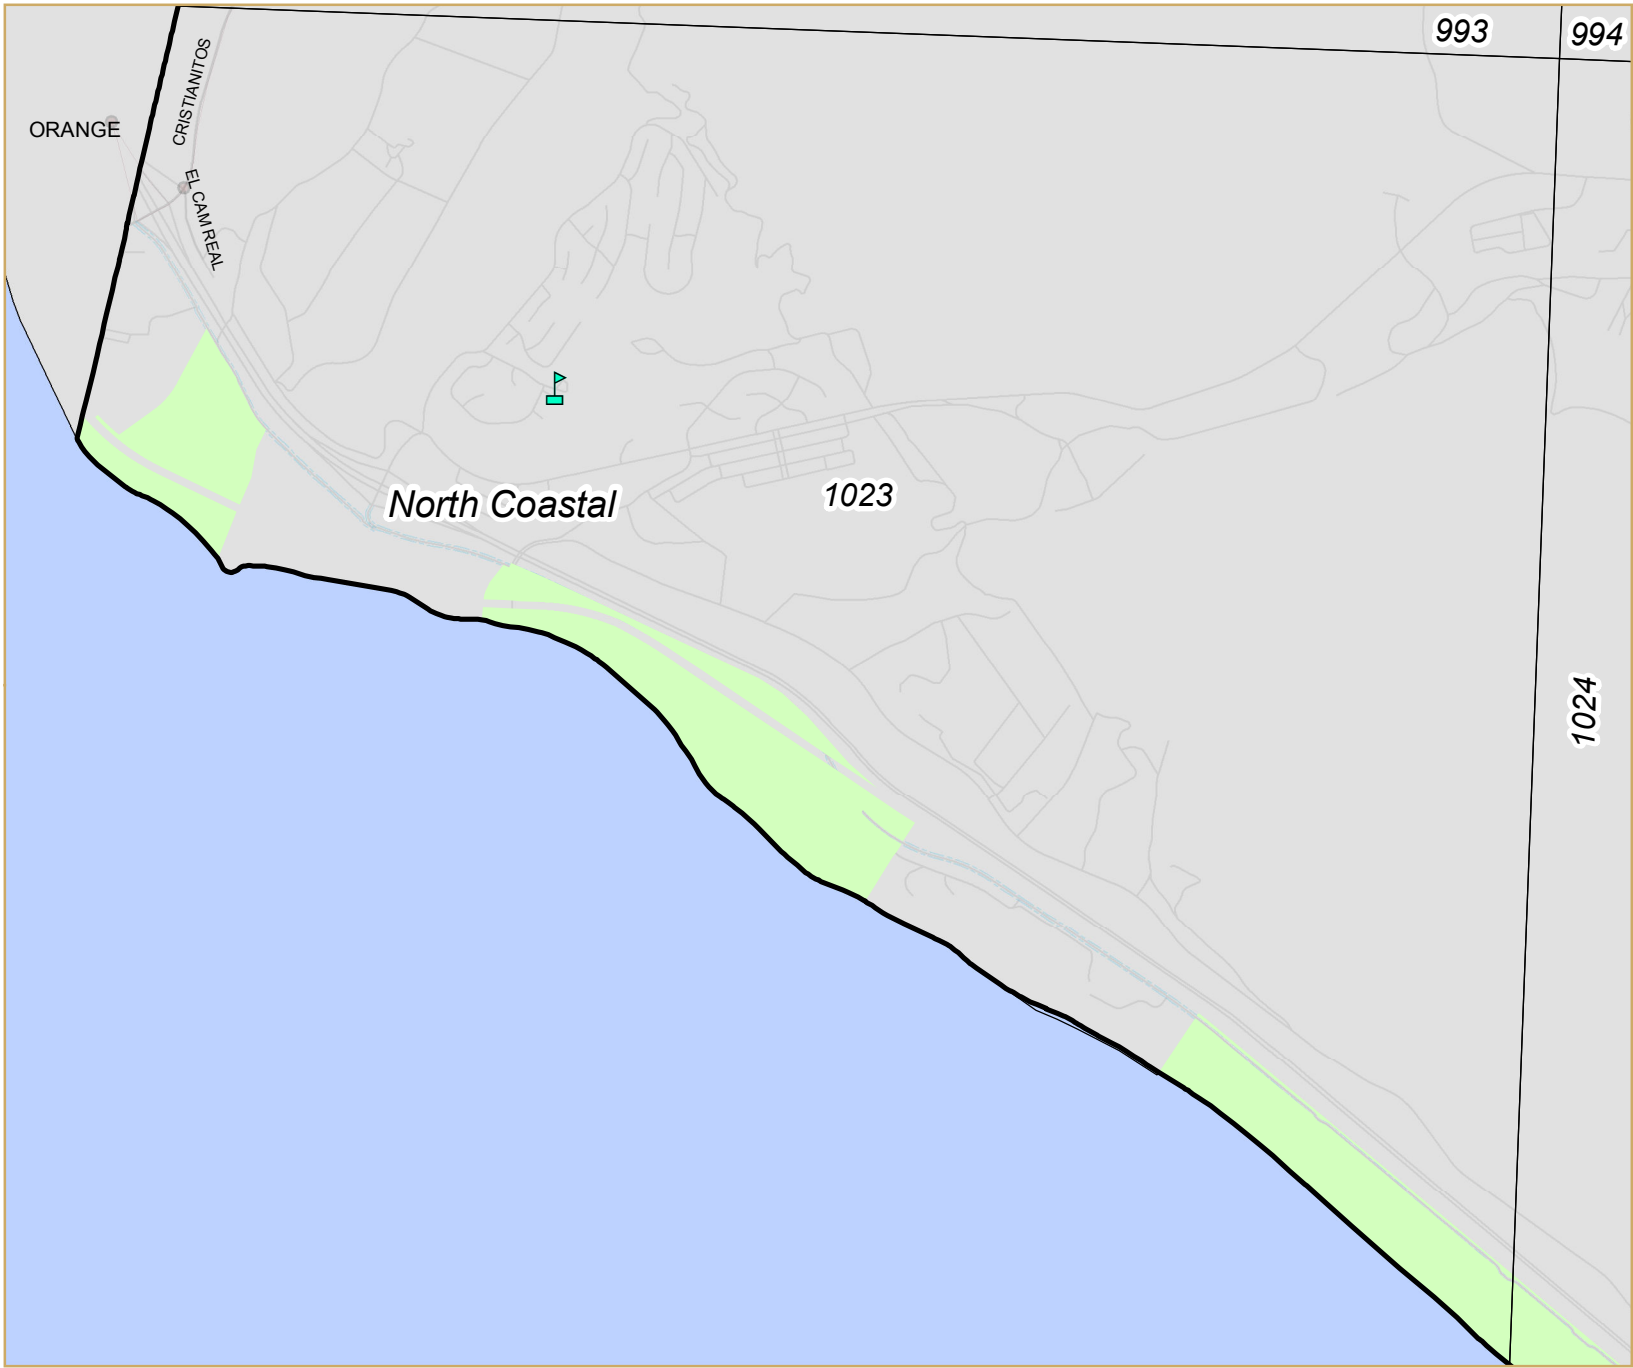 993
994
ORANGE
CRISTIANITOS
EL CAM REAL
North Coastal
1023
1024